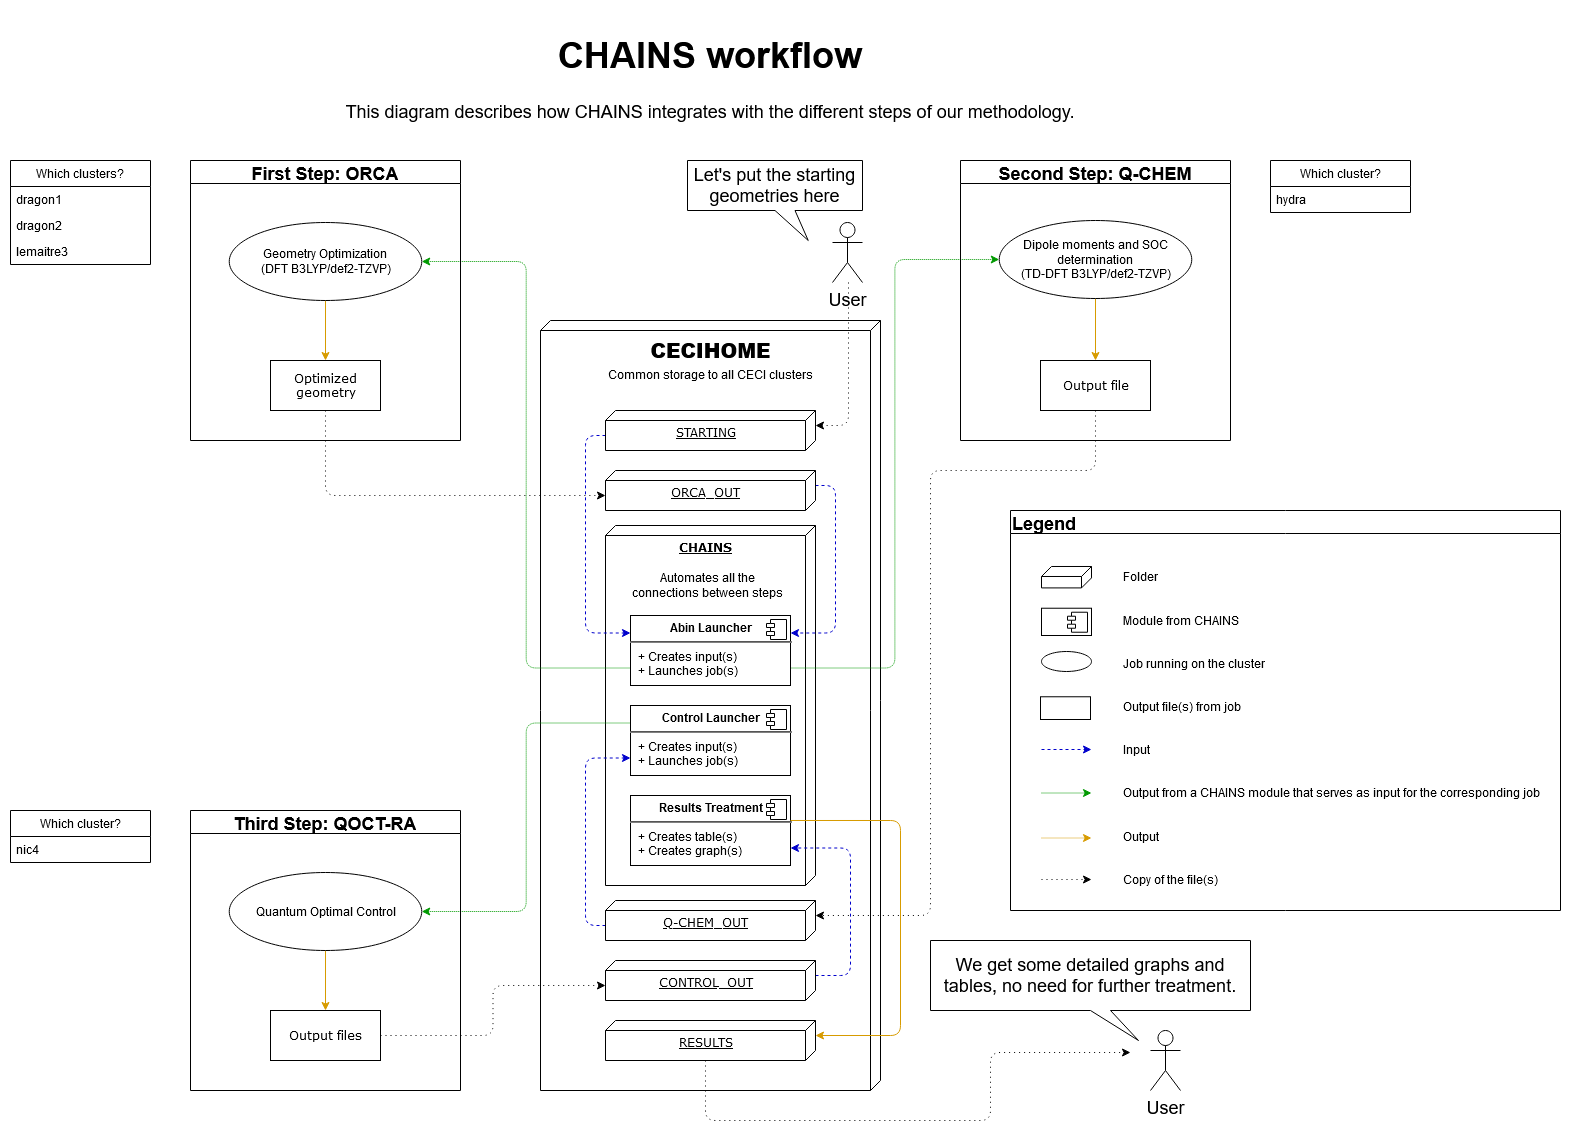 CHAINS workflow
This diagram describes how CHAINS integrates with the different steps of our methodology.
Which clusters?
dragon1
dragon2
lemaitre3
First Step: ORCA
Geometry Optimization
(DFT B3LYP/def2-TZVP)
Optimized
geometry
Let's put the starting
geometries here
User
Second Step: Q-CHEM
Dipole moments and SOC
determination
(TD-DFT B3LYP/def2-TZVP)
Output file
Which cluster?
hydra
CECIHOME
Common storage to all CECI clusters
STARTING
ORCA_OUT
CHAINS
Automates all the
connections between steps
Abin Launcher
+ Creates input(s)
+ Launches job(s)
Control Launcher
+ Creates input(s)
+ Launches job(s)
Results Treatment
+ Creates table(s)
+ Creates graph(s)
Q-CHEM_OUT
CONTROL_OUT
RESULTS
Legend
Folder
Module from CHAINS
Job running on the cluster
Output file(s) from job
Input
Output from a CHAINS module that serves as input for the corresponding job
Output
Copy of the file(s)
Which cluster?
nic4
Third Step: QOCT-RA
Quantum Optimal Control
Output files
We get some detailed graphs and
tables, no need for further treatment.
User